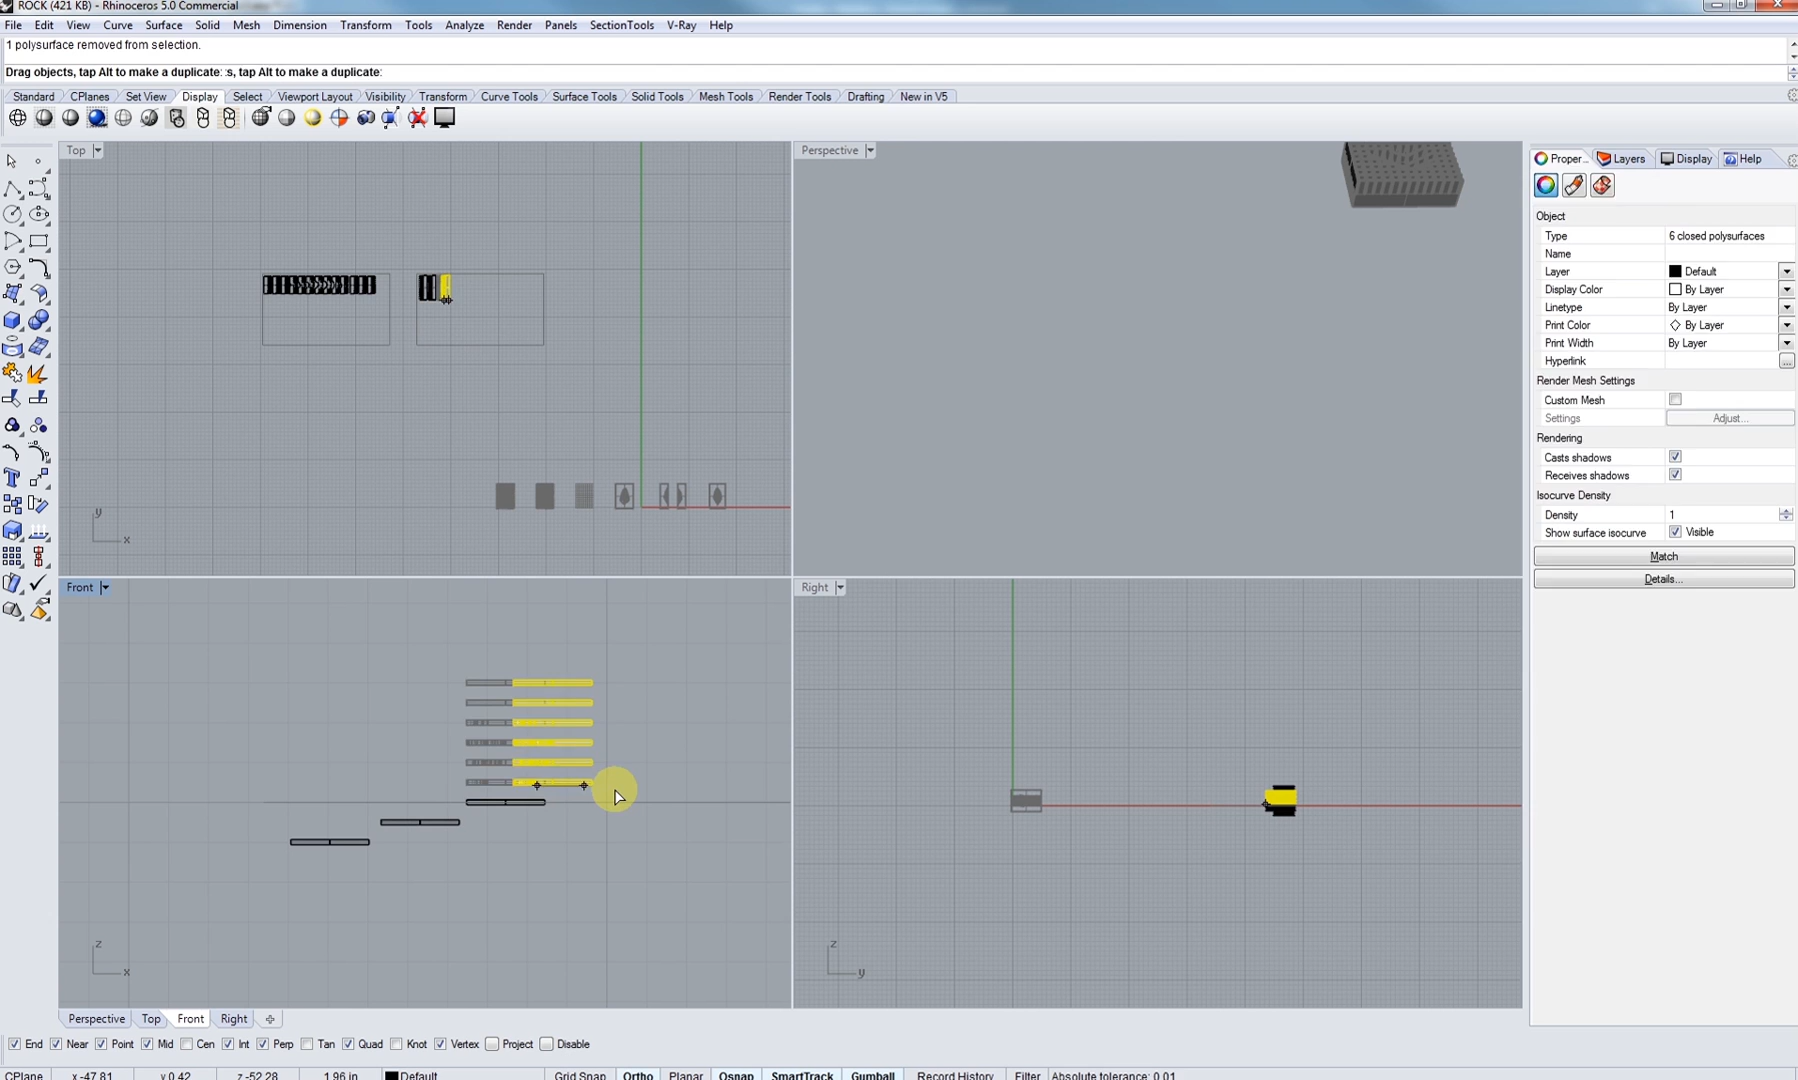 ROCK (421 KB) - Rhinoceros 5.0 Commercial
File Edit View Curve Surface Solid Mesh Dimension Transform Tools Analyze Render Panels SectionTools V-Ray Help
1 polysurface removed from selection.
Drag objects, tap Alt to make a duplicate: :s, tap Alt to make a duplicate:
Standard CPlanes Set View Display Select Viewport Layout Visibility Transform Curve Tools Surface Tools Solid Tools Mesh Tools Render Tools Drafting New in V5
Top
Perspective
Proper... Layers Display Help
Object
Type 6 closed polysurfaces
Name
Layer Default
Display Color By Layer
Linetype By Layer
Print Color By Layer
Print Width By Layer
Hyperlink ...
Render Mesh Settings
Custom Mesh
Settings Adjust...
Rendering
Casts shadows
Receives shadows
Isocurve Density
Density 1
Show surface isocurve Visible
Match
Details...
y
x
Front
Right
z
x
z
y
Perspective Top Front Right
End Near Point Mid Cen Int Perp Tan Quad Knot Vertex Project Disable
CPlane x -47.81 y 0.42 z -52.28 1.96 in Default Grid Snap Ortho Planar Osnap SmartTrack Gumball Record History Filter Absolute tolerance: 0.01